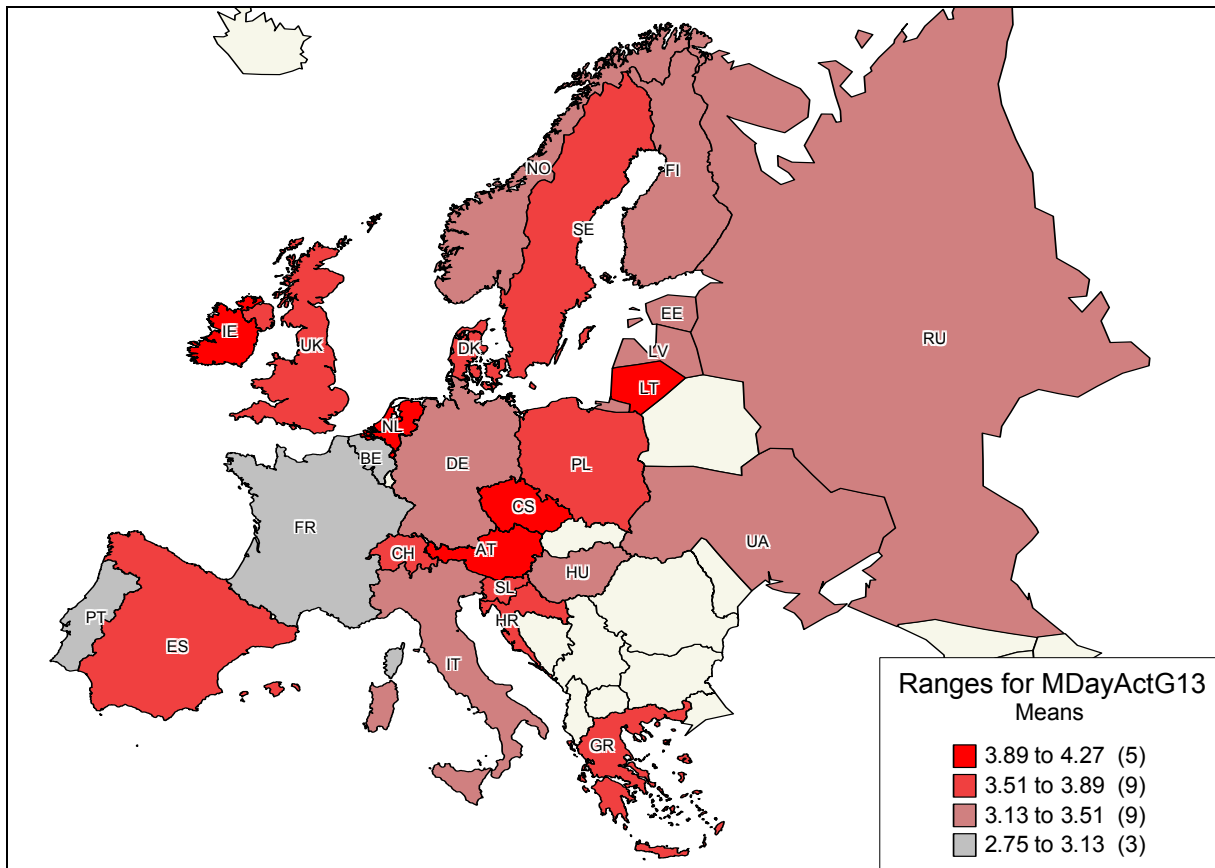 NO
FI
SE
EE
RU
IE
UK
DK
LV
LT
NL
BE
DE
PL
CS
FR
UA
CH
AT
HU
SL
PT
ES
HR
IT
GR
Ranges for MDayActG13
Means
3.89 to 4.27 (5)
3.51 to 3.89 (9)
3.13 to 3.51 (9)
2.75 to 3.13 (3)